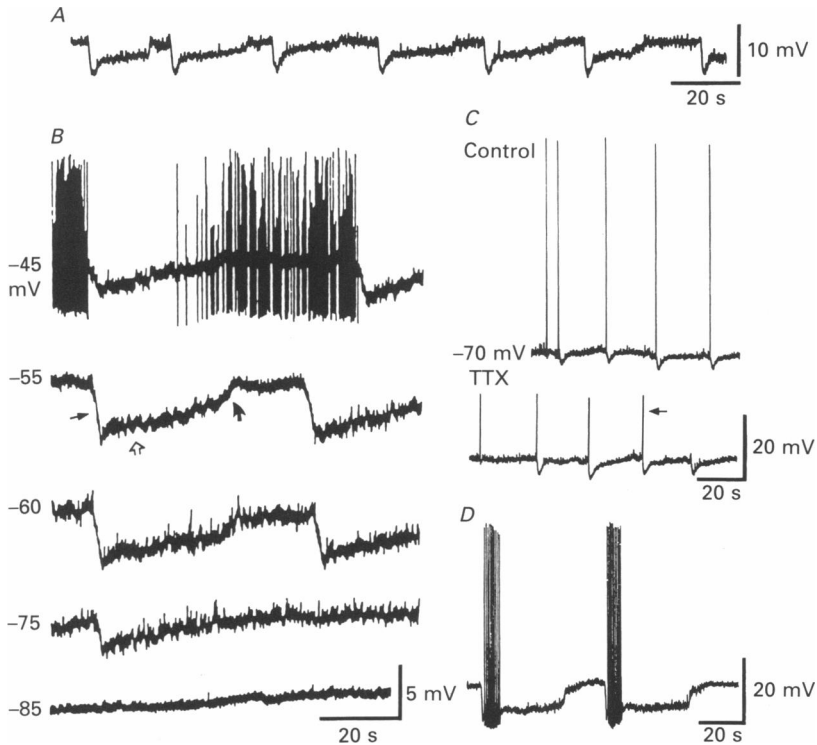 A
10 mV
20 s
B
C
Control
–45
mV
–70 mV
–55
TTX
20 mV
20 s
–60
D
–75
20 mV
–85
5 mV
20 s
20 s